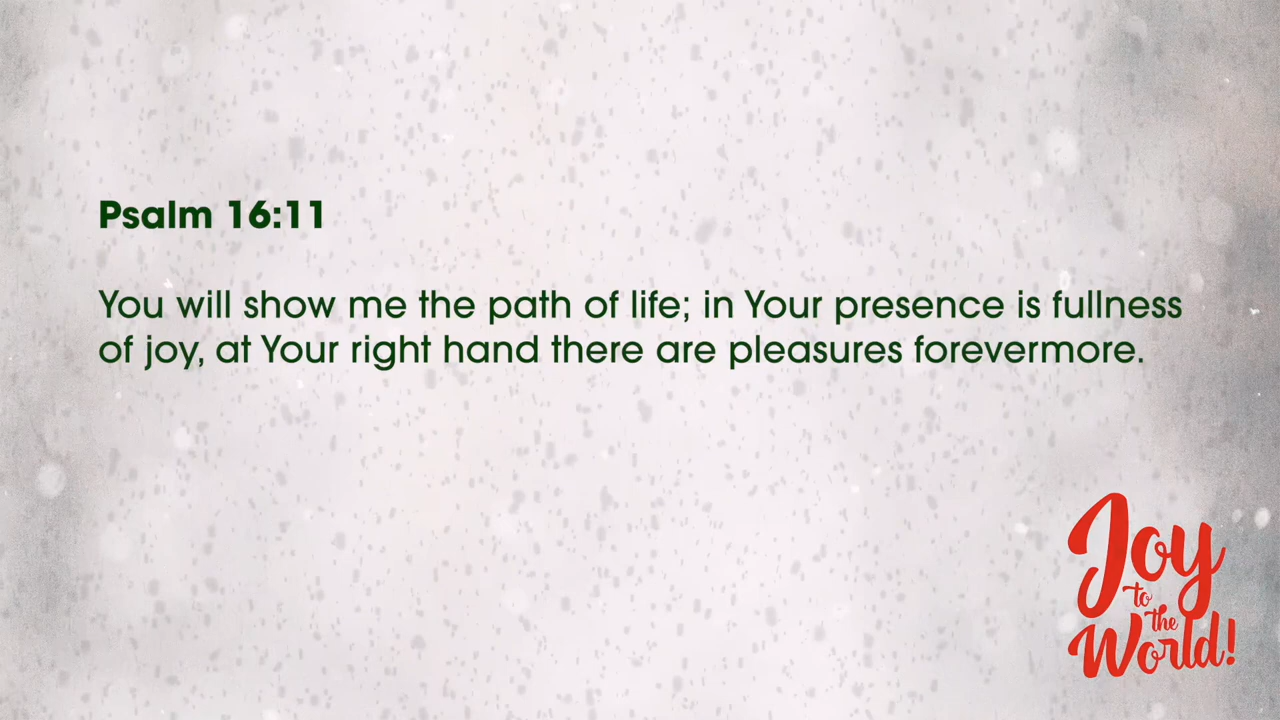 Psalm 16:11
You will show me the path of life; in Your presence is fullness
of joy, at Your right hand there are pleasures forevermore.
Joy
to
the
World!